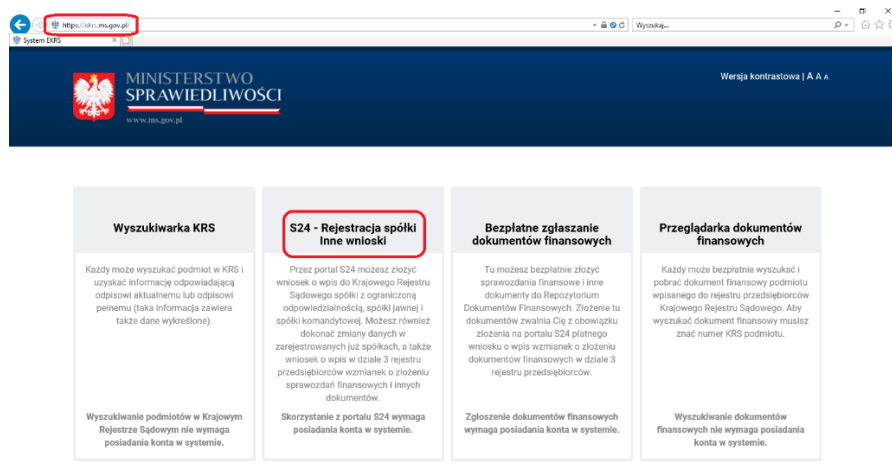 https://ekrs.ms.gov.pl/
Wyszukaj...
System EKRS
MINISTERSTWO
SPRAWIEDLIWOŚCI
www.ms.gov.pl
Wersja kontrastowa | A A A
Wyszukiwarka KRS
Każdy może wyszukać podmiot w KRS i
uzyskać informację odpowiadającą
odpisowi aktualnemu lub odpisowi
pełnemu (taka informacja zawiera
także dane wykreślone).
Wyszukiwanie podmiotów w Krajowym
Rejestrze Sądowym nie wymaga
posiadania konta w systemie.
S24 - Rejestracja spółki
Inne wnioski
Przez portal S24 możesz złożyć
wniosek o wpis do Krajowego Rejestru
Sądowego spółki z ograniczoną
odpowiedzialnością, spółki jawnej i
spółki komandytowej. Możesz również
dokonać zmiany danych w
zarejestrowanych już spółkach, a także
wniosek o wpis w dziale 3 rejestru
przedsiębiorców wzmianek o złożeniu
sprawozdań finansowych i innych
dokumentów.
Skorzystanie z portalu S24 wymaga
posiadania konta w systemie.
Bezpłatne zgłaszanie
dokumentów finansowych
Tu możesz bezpłatnie złożyć
sprawozdania finansowe i inne
dokumenty do Repozytorium
Dokumentów Finansowych. Złożenie tu
dokumentów zwalnia Cię z obowiązku
złożenia na portalu S24 płatnego
wniosku o wpis wzmianek o złożeniu
dokumentów finansowych w dziale 3
rejestru przedsiębiorców.
Zgłoszenie dokumentów finansowych
wymaga posiadania konta w systemie.
Przeglądarka dokumentów
finansowych
Każdy może bezpłatnie wyszukać i
pobrać dokument finansowy podmiotu
wpisanego do rejestru przedsiębiorców
Krajowego Rejestru Sądowego. Aby
wyszukać dokument finansowy musisz
znać numer KRS podmiotu.
Wyszukiwanie dokumentów
finansowych nie wymaga posiadania
konta w systemie.